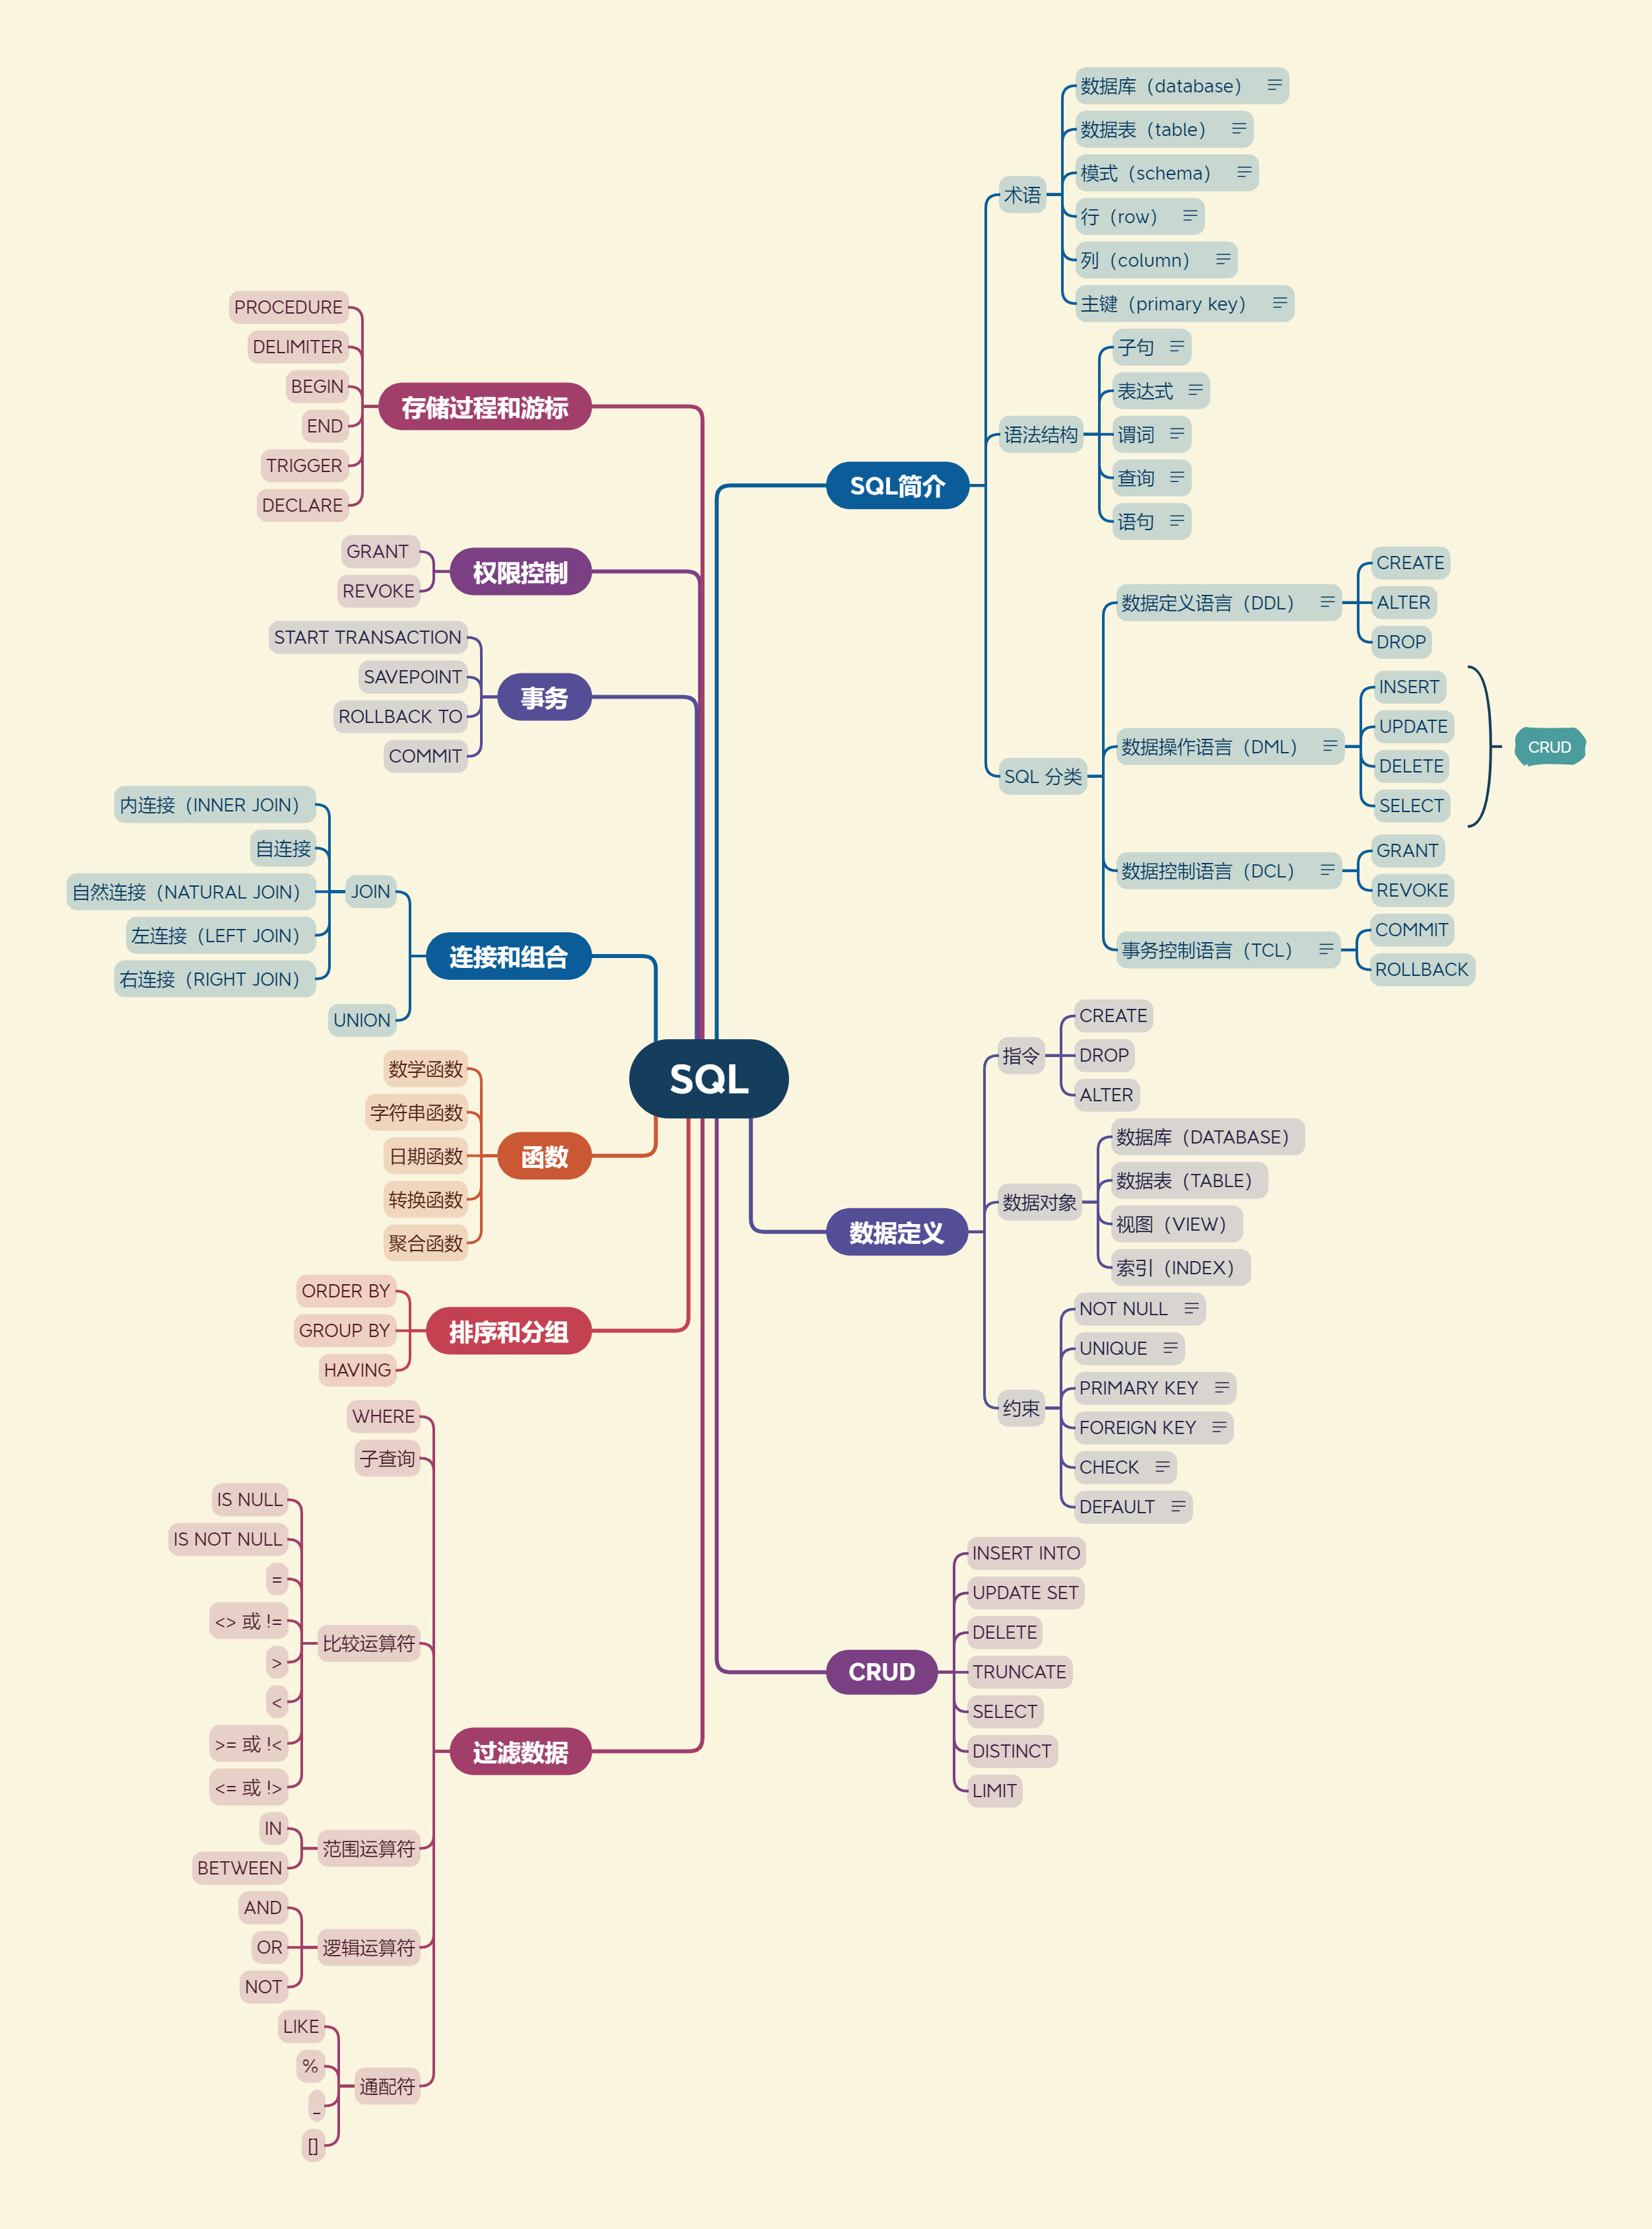 SQL
SQL简介
术语
数据库（database）
数据表（table）
模式（schema）
行（row）
列（column）
主键（primary key）
语法结构
子句
表达式
谓词
查询
语句
SQL 分类
数据定义语言（DDL）
CREATE
ALTER
DROP
数据操作语言（DML）
INSERT
UPDATE
DELETE
SELECT
CRUD
数据控制语言（DCL）
GRANT
REVOKE
事务控制语言（TCL）
COMMIT
ROLLBACK
数据定义
指令
CREATE
DROP
ALTER
数据对象
数据库（DATABASE）
数据表（TABLE）
视图（VIEW）
索引（INDEX）
约束
NOT NULL
UNIQUE
PRIMARY KEY
FOREIGN KEY
CHECK
DEFAULT
CRUD
INSERT INTO
UPDATE SET
DELETE
TRUNCATE
SELECT
DISTINCT
LIMIT
存储过程和游标
PROCEDURE
DELIMITER
BEGIN
END
TRIGGER
DECLARE
权限控制
GRANT
REVOKE
事务
START TRANSACTION
SAVEPOINT
ROLLBACK TO
COMMIT
连接和组合
JOIN
内连接（INNER JOIN）
自连接
自然连接（NATURAL JOIN）
左连接（LEFT JOIN）
右连接（RIGHT JOIN）
UNION
函数
数学函数
字符串函数
日期函数
转换函数
聚合函数
排序和分组
ORDER BY
GROUP BY
HAVING
过滤数据
WHERE
子查询
比较运算符
IS NULL
IS NOT NULL
=
<> 或 !=
>
<
>= 或 !<
<= 或 !>
范围运算符
IN
BETWEEN
逻辑运算符
AND
OR
NOT
通配符
LIKE
%
_
[]